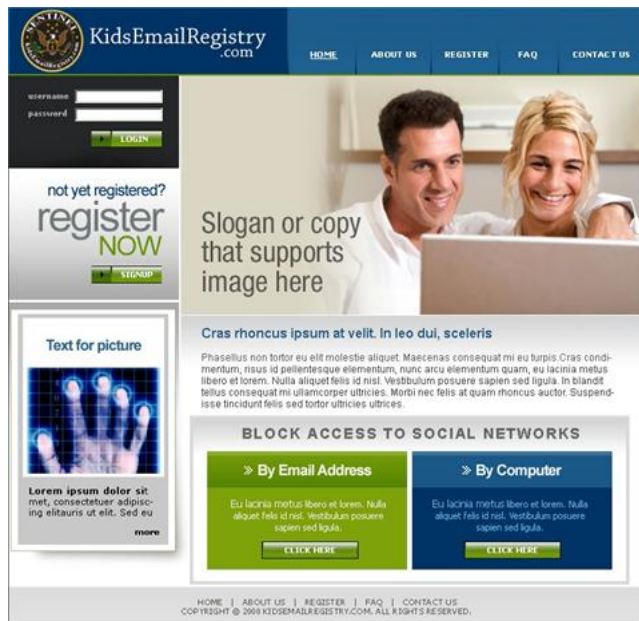 SENTINEL
KidsEmailRegistry
.com
HOME
ABOUT US
REGISTER
FAQ
CONTACT US
username
password
LOGIN
not yet registered?
register
NOW
SIGNUP
Slogan or copy
that supports
image here
Text for picture
Lorem ipsum dolor sit
met, consectetuer adipisc-
ing elitauris ut elit. Sed eu
more
Cras rhoncus ipsum at velit. In leo dui, sceleris
Phasellus non tortor eu elit molestie aliquet. Maecenas consequat mi eu turpis.Cras condi-
mentum, risus id pellentesque elementum, nunc arcu elementum quam, eu lacinia metus
libero et lorem. Nulla aliquet felis id nisl. Vestibulum posuere sapien sed ligula. In blandit
tellus consequat mi ullamcorper ultricies. Morbi nec felis at quam rhoncus auctor. Suspend-
isse tincidunt felis sed tortor ultricies ultrices.
BLOCK ACCESS TO SOCIAL NETWORKS
» By Email Address
Eu lacinia metus libero et lorem. Nulla
aliquet felis id nisl. Vestibulum posuere
sapien sed ligula.
CLICK HERE
» By Computer
Eu lacinia metus libero et lorem. Nulla
aliquet felis id nisl. Vestibulum posuere
sapien sed ligula.
CLICK HERE
HOME | ABOUT US | REGISTER | FAQ | CONTACT US
COPYRIGHT @ 2008 KIDSEMAILREGISTRY.COM. ALL RIGHTS RESERVED.